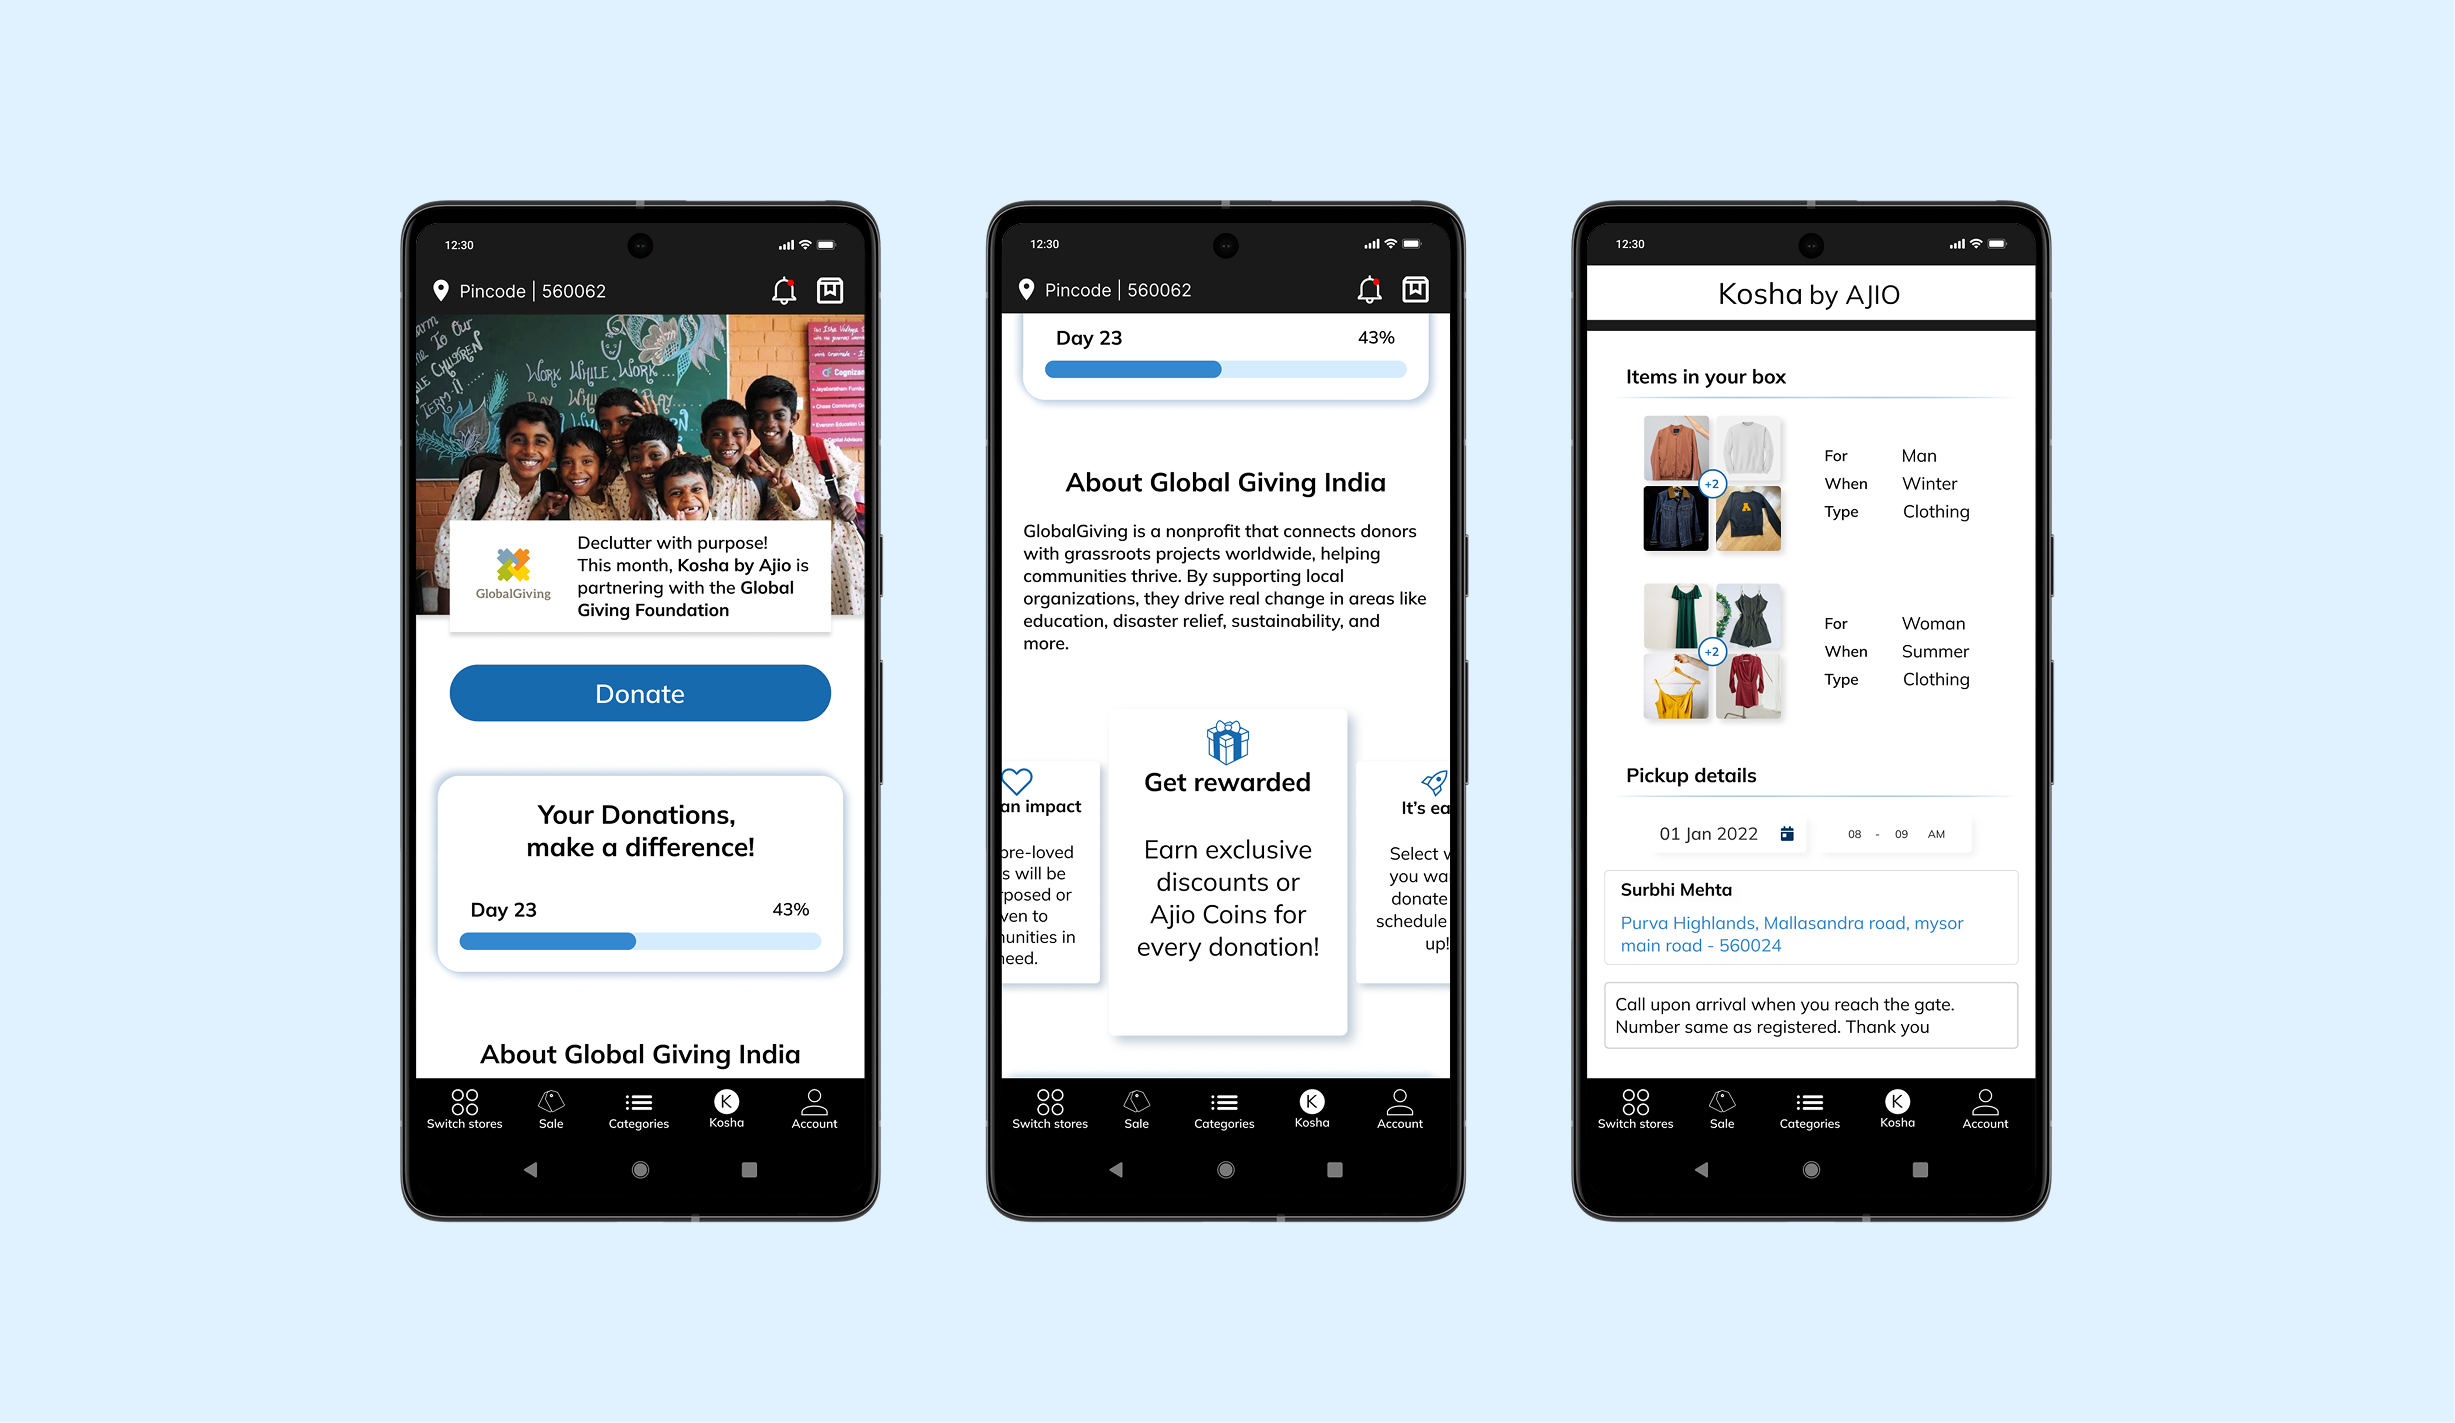 12:30
Pincode | 560062
WORK WHILE WORK...
PLAY WHILE PLAY...
Cognizant
Declutter with purpose!
This month, Kosha by Ajio is
partnering with the Global
Giving Foundation
GlobalGiving
Donate
Your Donations,
make a difference!
Day 23 43%
About Global Giving India
Switch stores Sale Categories K Kosha Account
12:30
Pincode | 560062
Day 23 43%
About Global Giving India
GlobalGiving is a nonprofit that connects donors
with grassroots projects worldwide, helping
communities thrive. By supporting local
organizations, they drive real change in areas like
education, disaster relief, sustainability, and
more.
an impact
pre-loved
s will be
posed or
ven to
unities in
need.
Get rewarded
Earn exclusive
discounts or
Ajio Coins for
every donation!
It's ea
Select w
you wa
donate
schedule
up!
Switch stores Sale Categories K Kosha Account
12:30
Kosha by AJIO
Items in your box
+2
For Man
When Winter
Type Clothing
+2
For Woman
When Summer
Type Clothing
Pickup details
01 Jan 2022 08 - 09 AM
Surbhi Mehta
Purva Highlands, Mallasandra road, mysor
main road - 560024
Call upon arrival when you reach the gate.
Number same as registered. Thank you
Switch stores Sale Categories K Kosha Account